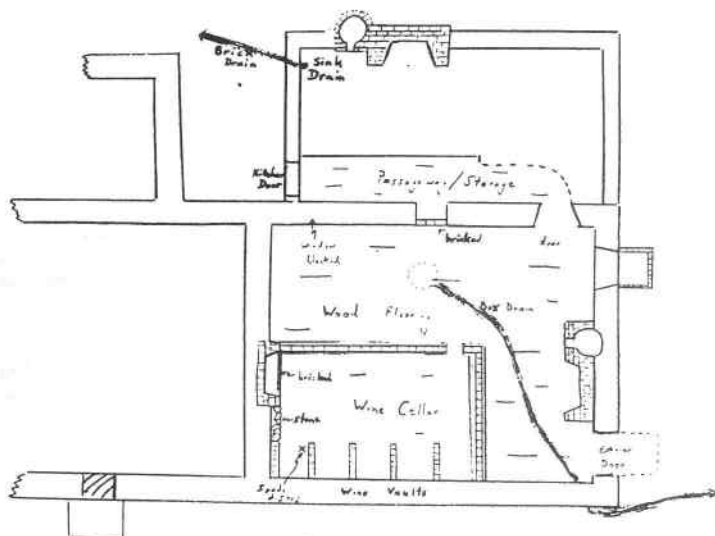 Brick
Drain
Sink
Drain
Kitchen
Door
Passageway/Storage
window
blocked
bricked
door
Wood Floor
Box Drain
bricked
stone
Wine Cellar
Exterior
Door
Wine Vaults